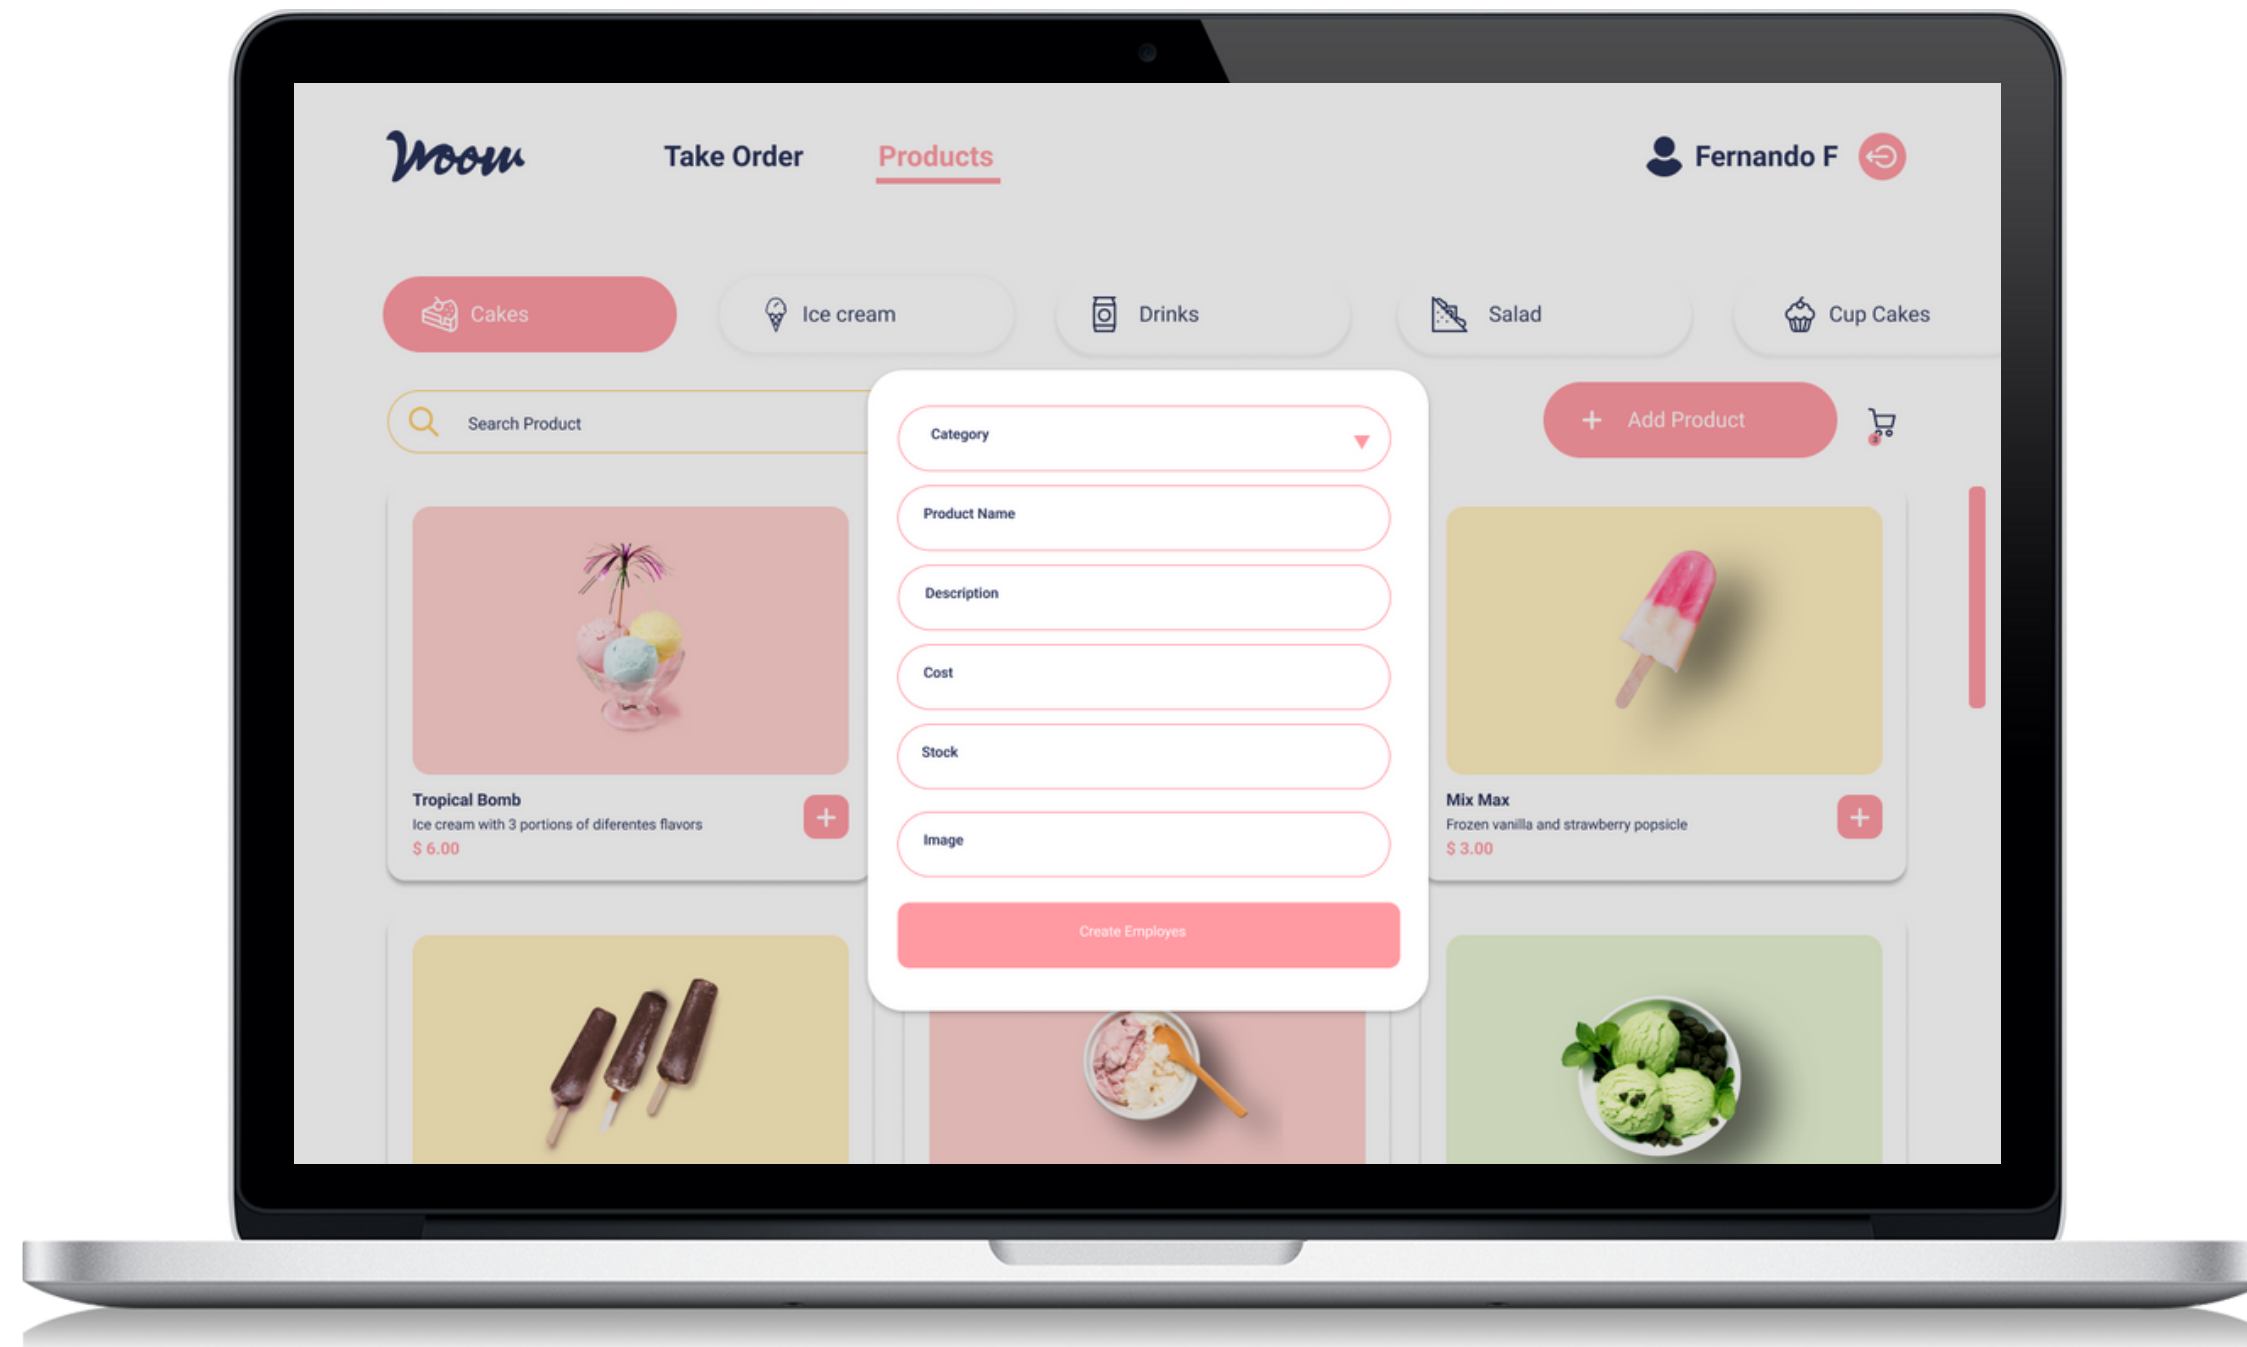 Woow
Take Order
Products
Fernando F
Cakes
Ice cream
Drinks
Salad
Cup Cakes
Search Product
Add Product
Category
Product Name
Description
Cost
Stock
Image
Create Employes
Tropical Bomb
Ice cream with 3 portions of diferentes flavors
$ 6.00
Mix Max
Frozen vanilla and strawberry popsicle
$ 3.00